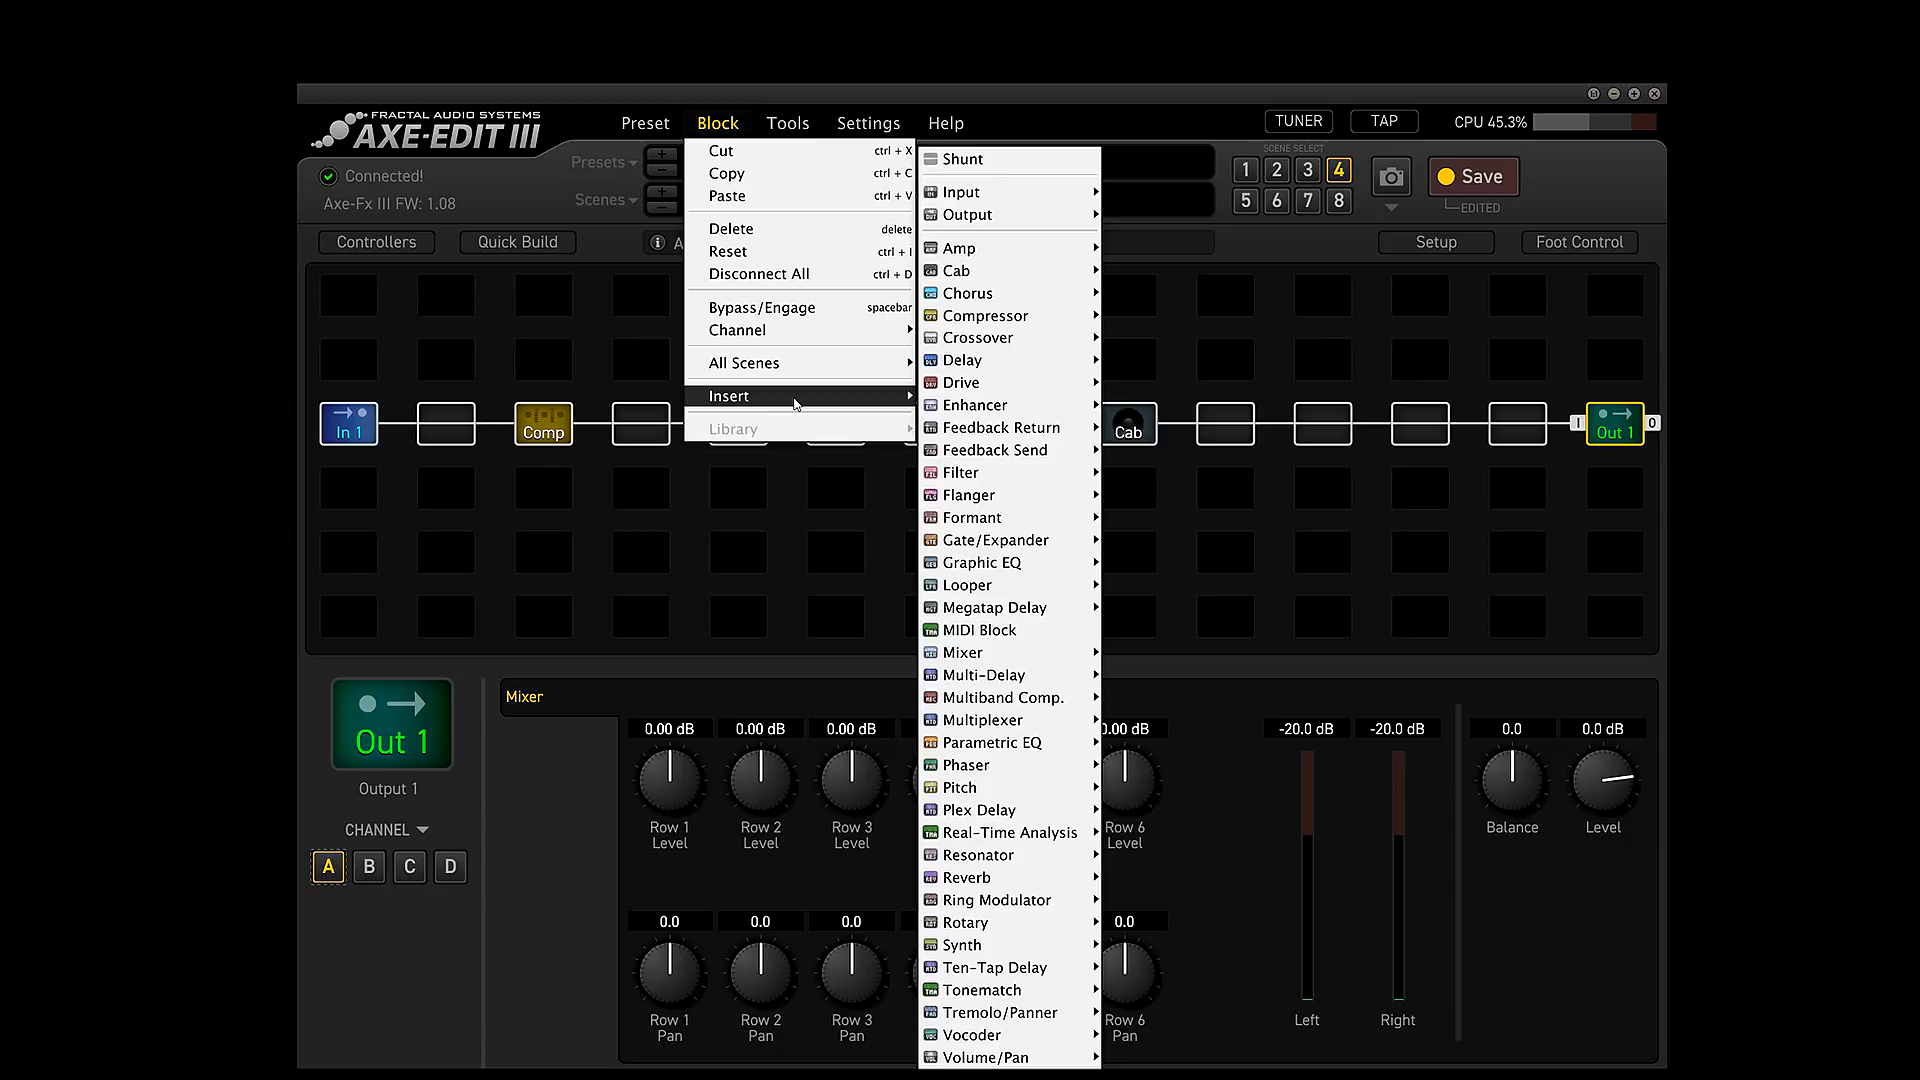 FRACTAL AUDIO SYSTEMS
AXE-EDIT III
Preset
Block
Tools
Settings
Help
TUNER
TAP
CPU 45.3%
Connected!
Axe-Fx III FW: 1.08
Presets
Scenes
SCENE SELECT
1 2 3 4
5 6 7 8
Save
EDITED
Controllers
Quick Build
A
Setup
Foot Control
Cut ctrl + X
Copy ctrl + C
Paste ctrl + V
Delete delete
Reset ctrl + I
Disconnect All ctrl + D
Bypass/Engage spacebar
Channel
All Scenes
Insert
Library
Shunt
Input
Output
Amp
Cab
Chorus
Compressor
Crossover
Delay
Drive
Enhancer
Feedback Return
Feedback Send
Filter
Flanger
Formant
Gate/Expander
Graphic EQ
Looper
Megatap Delay
MIDI Block
Mixer
Multi-Delay
Multiband Comp.
Multiplexer
Parametric EQ
Phaser
Pitch
Plex Delay
Real-Time Analysis
Resonator
Reverb
Ring Modulator
Rotary
Synth
Ten-Tap Delay
Tonematch
Tremolo/Panner
Vocoder
Volume/Pan
In 1
Comp
Cab
I
Out 1
O
Out 1
Output 1
CHANNEL
A B C D
Mixer
0.00 dB 0.00 dB 0.00 dB 0.00 dB
-20.0 dB -20.0 dB
0.0 0.0 dB
Row 1 Level
Row 2 Level
Row 3 Level
Row 6 Level
Balance
Level
0.0 0.0 0.0 0.0
Row 1 Pan
Row 2 Pan
Row 3 Pan
Row 6 Pan
Left
Right